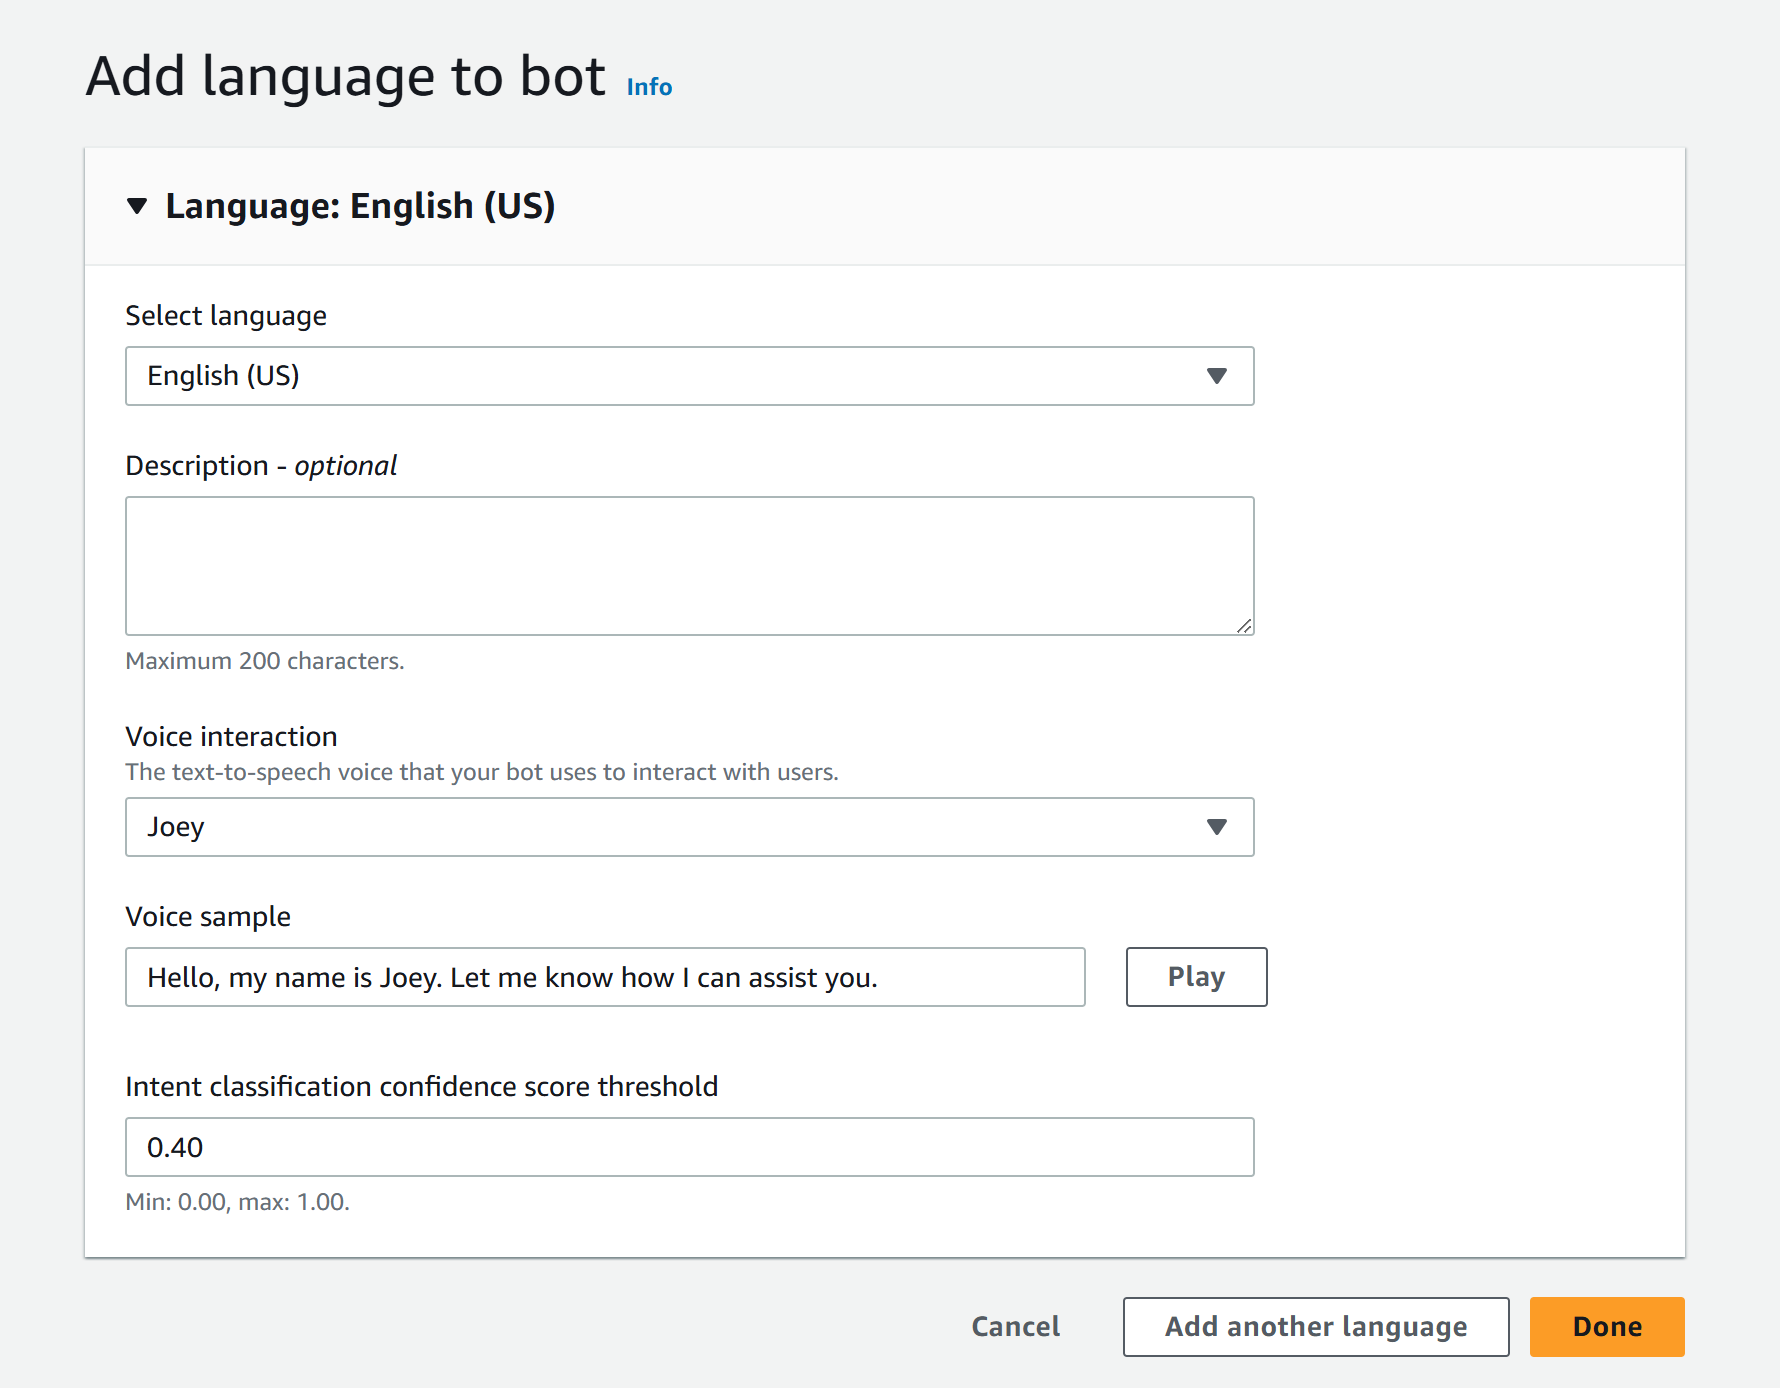 Add language to bot Info
Language: English (US)
Select language
English (US)
Description - optional
Maximum 200 characters.
Voice interaction
The text-to-speech voice that your bot uses to interact with users.
Joey
Voice sample
Hello, my name is Joey. Let me know how I can assist you.
Play
Intent classification confidence score threshold
0.40
Min: 0.00, max: 1.00.
Cancel
Add another language
Done